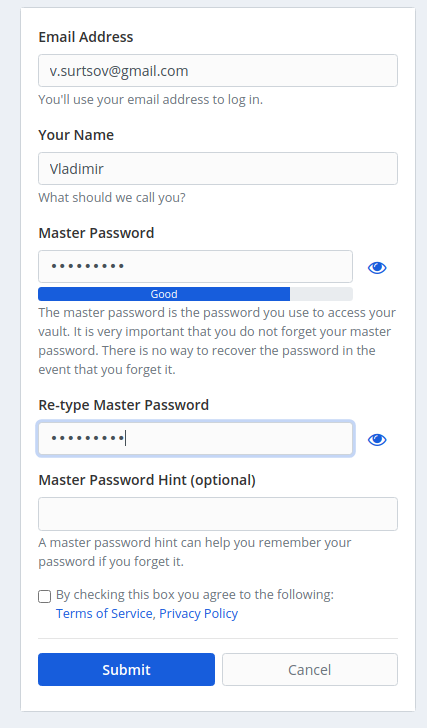 Email Address
v.surtsov@gmail.com
You'll use your email address to log in.
Your Name
Vladimir
What should we call you?
Master Password
•••••••••
Good
The master password is the password you use to access your
vault. It is very important that you do not forget your master
password. There is no way to recover the password in the
event that you forget it.
Re-type Master Password
•••••••••
Master Password Hint (optional)
A master password hint can help you remember your
password if you forget it.
By checking this box you agree to the following:
Terms of Service, Privacy Policy
Submit
Cancel